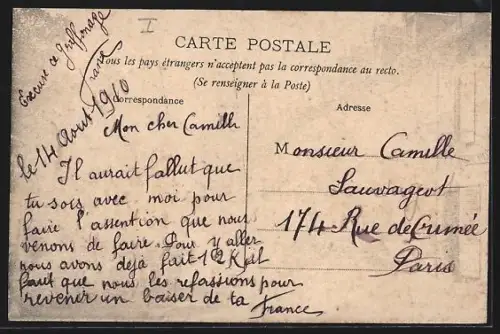 I
Excuse ce Griffonage
France
CARTE POSTALE
Tous les pays étrangers n'acceptent pas la correspondance au recto.
(Se renseigner à la Poste)
Correspondance
Adresse
le 14 Aout 1910
Mon cher Camille
Il aurait fallut que
tu sois avec moi pour
faire l'assention que nous
venons de faire. Pour y aller
nous avons déjà fait 12 Kil
faut que nous les refassions pour
revenir un baiser de ta
France
Monsieur Camille
Sauvageot
174 Rue de Crimée
Paris